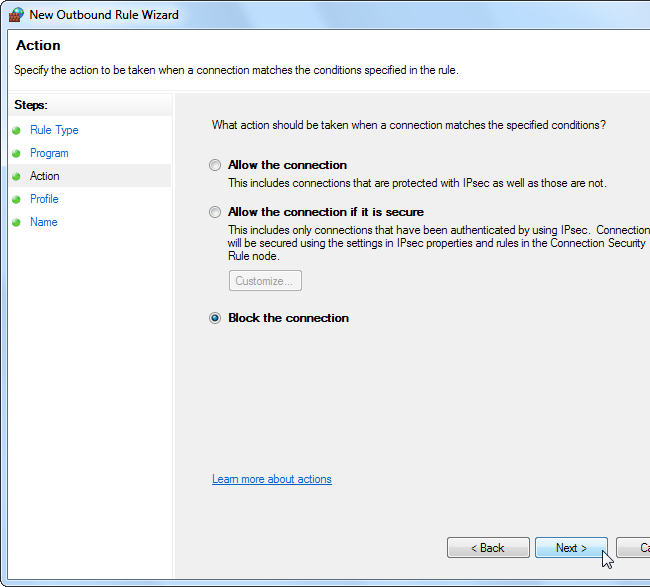 New Outbound Rule Wizard
Action
Specify the action to be taken when a connection matches the conditions specified in the rule.
Steps:
Rule Type
Program
Action
Profile
Name
What action should be taken when a connection matches the specified conditions?
Allow the connection
This includes connections that are protected with IPsec as well as those are not.
Allow the connection if it is secure
This includes only connections that have been authenticated by using IPsec. Connection
will be secured using the settings in IPsec properties and rules in the Connection Security
Rule node.
Customize...
Block the connection
Learn more about actions
< Back
Next >
Ca